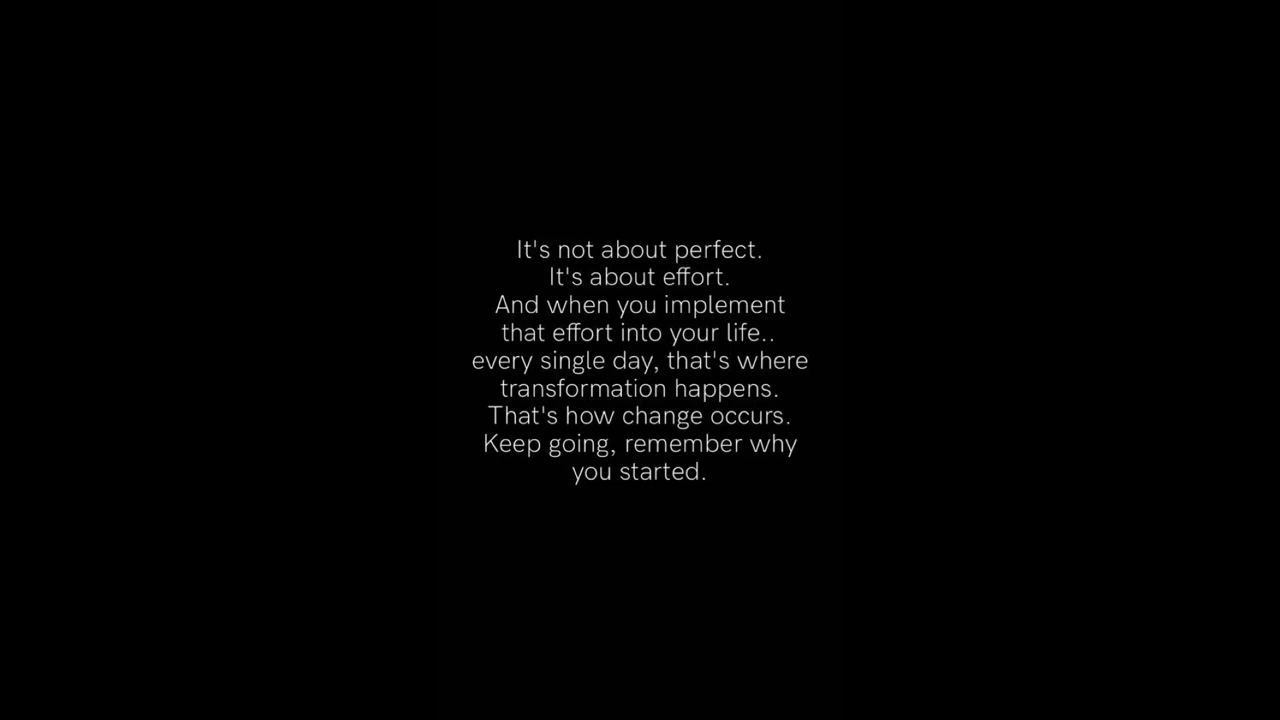 It's not about perfect.
It's about effort.
And when you implement
that effort into your life..
every single day, that's where
transformation happens.
That's how change occurs.
Keep going, remember why
you started.